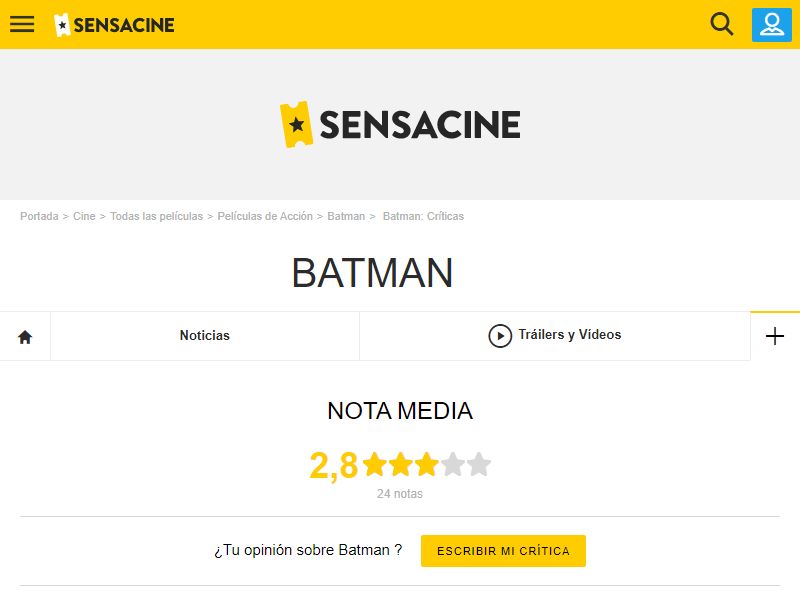 SENSACINE
SENSACINE
Portada > Cine > Todas las películas > Películas de Acción > Batman > Batman: Críticas
BATMAN
Noticias
Tráilers y Vídeos
NOTA MEDIA
2,8
24 notas
¿Tu opinión sobre Batman ?
ESCRIBIR MI CRÍTICA